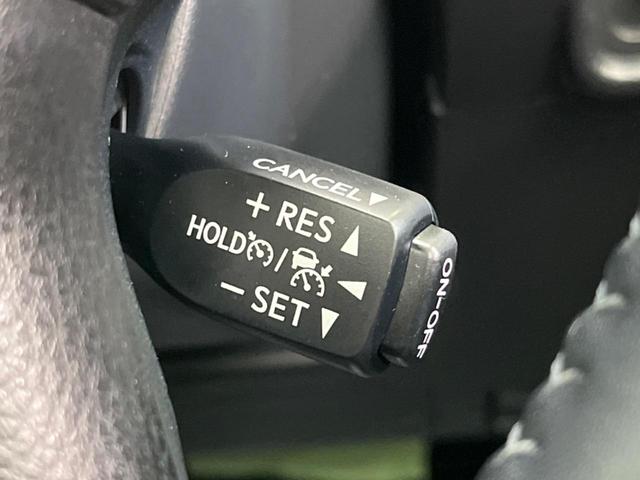 CANCEL▼
+ RES ▲
HOLD / ◀
− SET ▼
ON-OFF